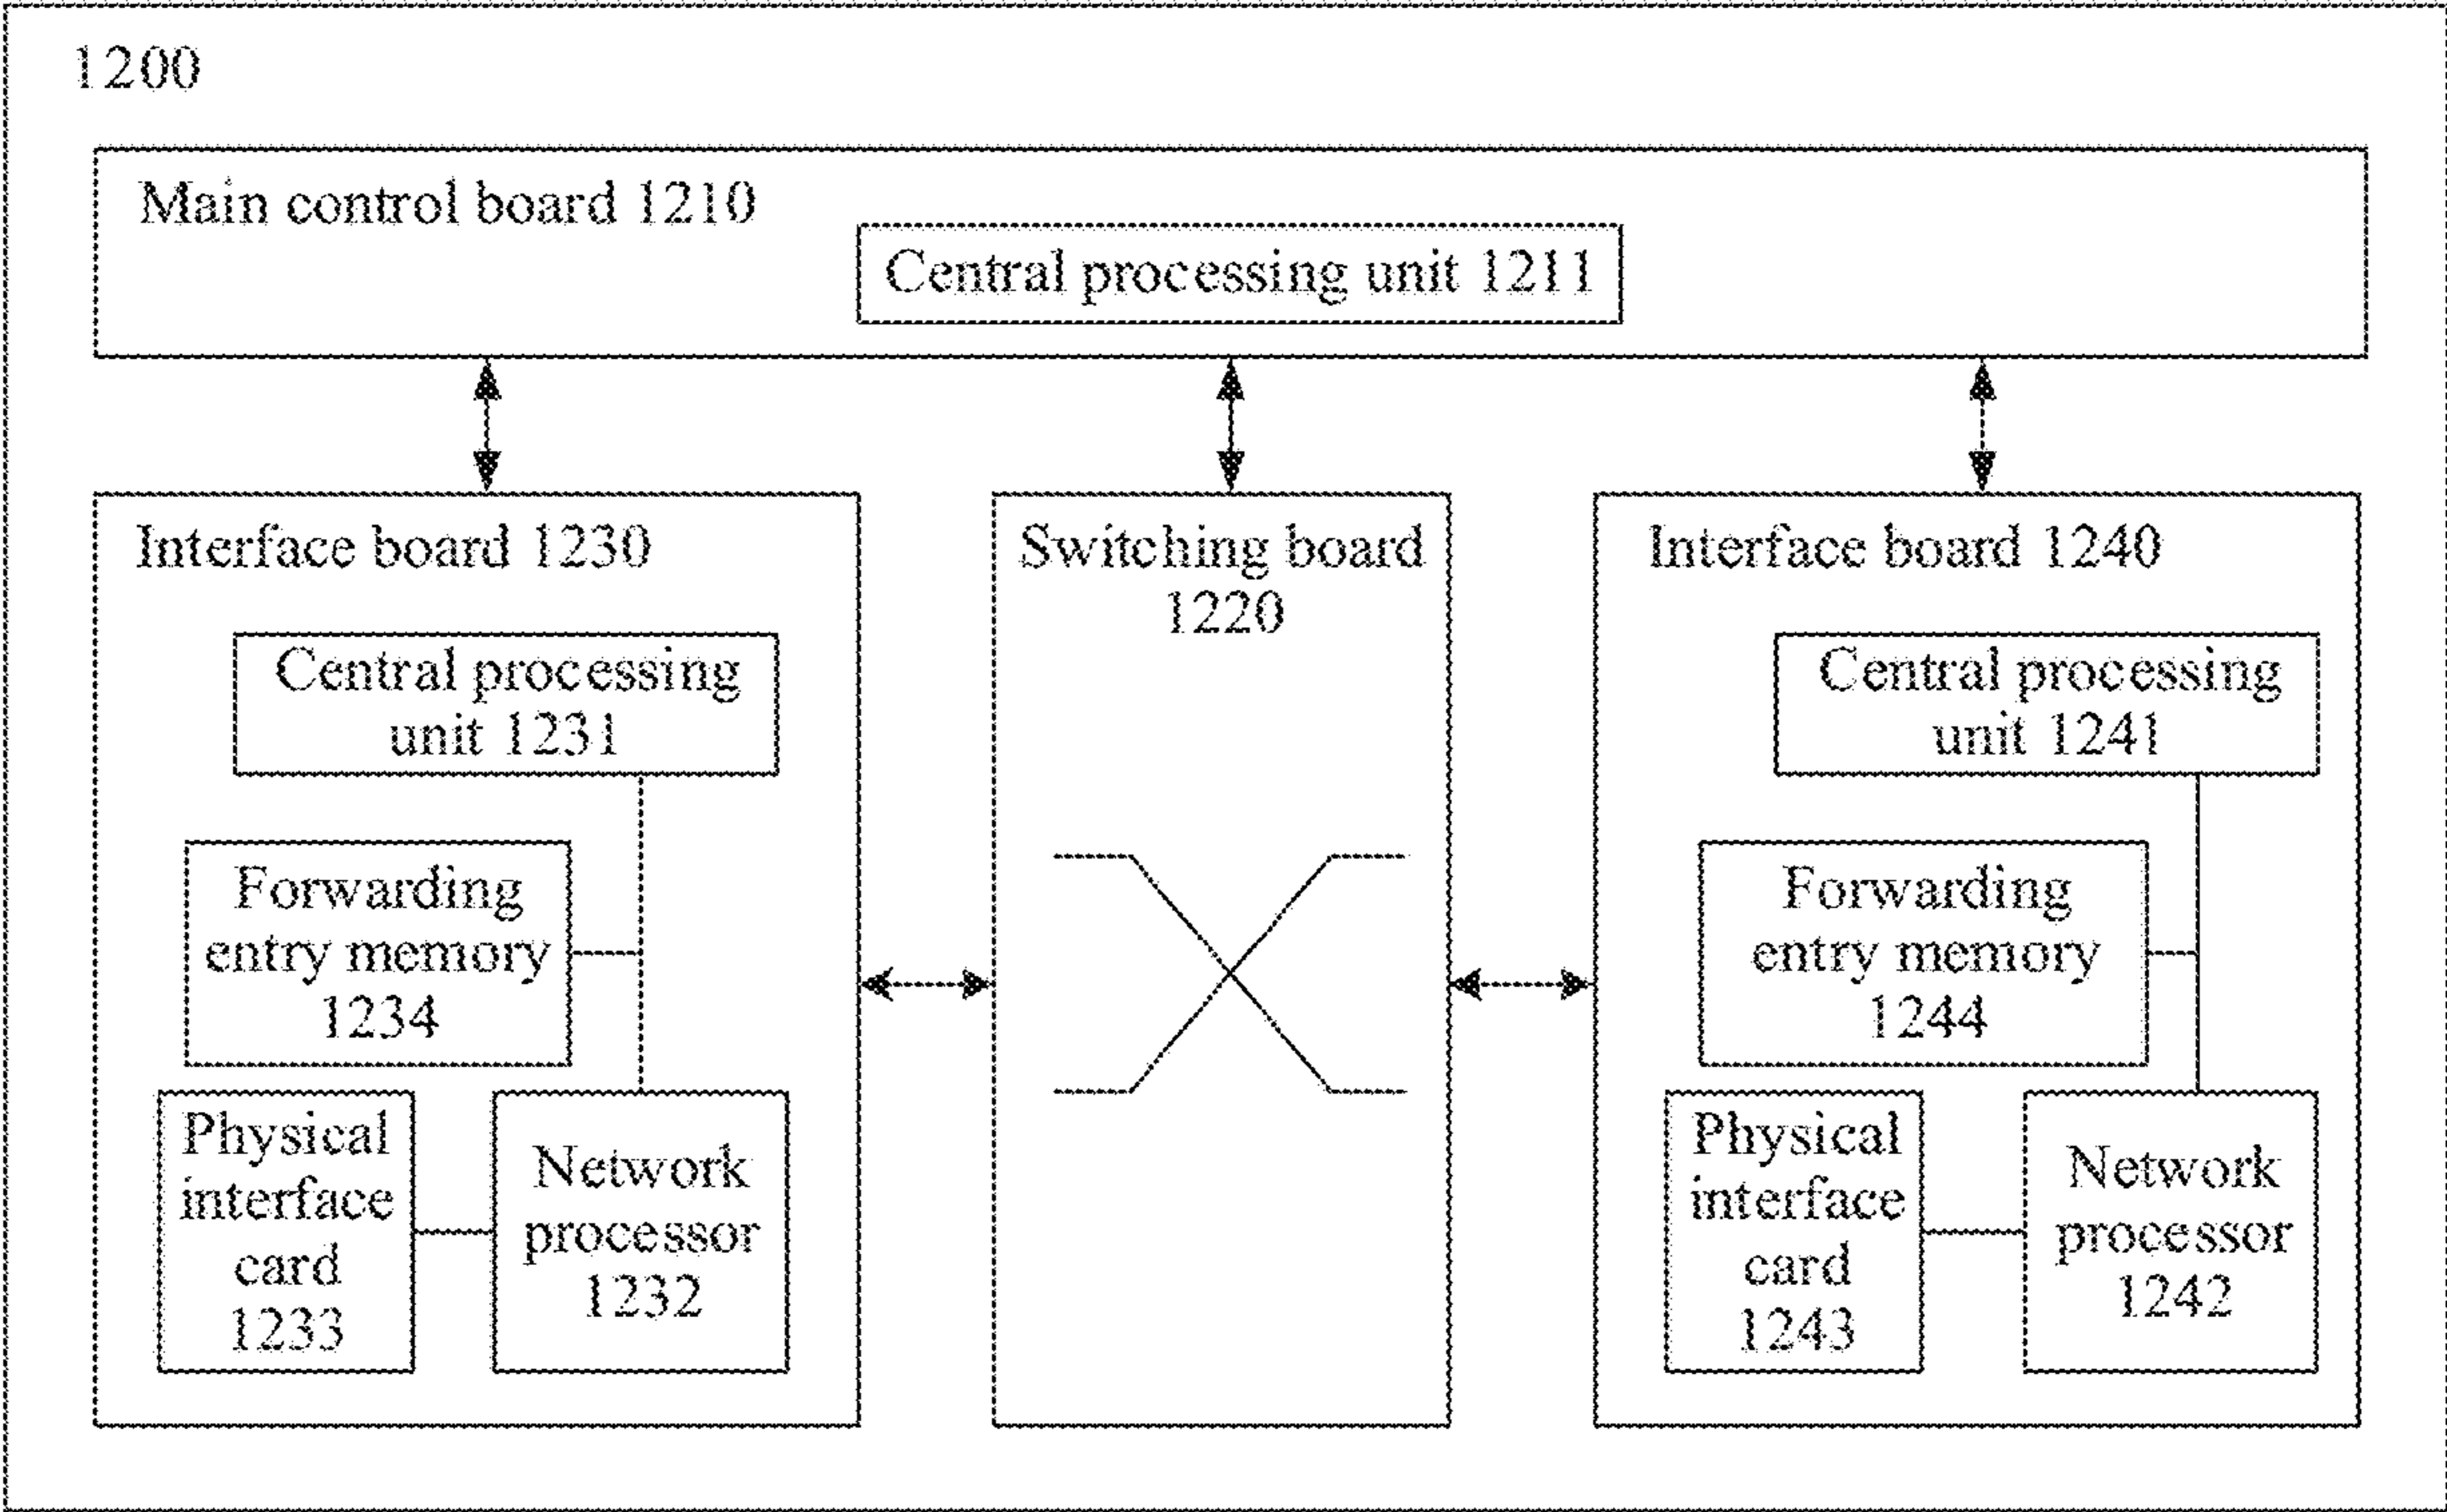 1200
Main control board 1210
Central processing unit 1211
Interface board 1230
Central processing
unit 1231
Forwarding
entry memory
1234
Physical
interface
card
1233
Network
processor
1232
Switching board
1220
Interface board 1240
Central processing
unit 1241
Forwarding
entry memory
1244
Physical
interface
card
1243
Network
processor
1242